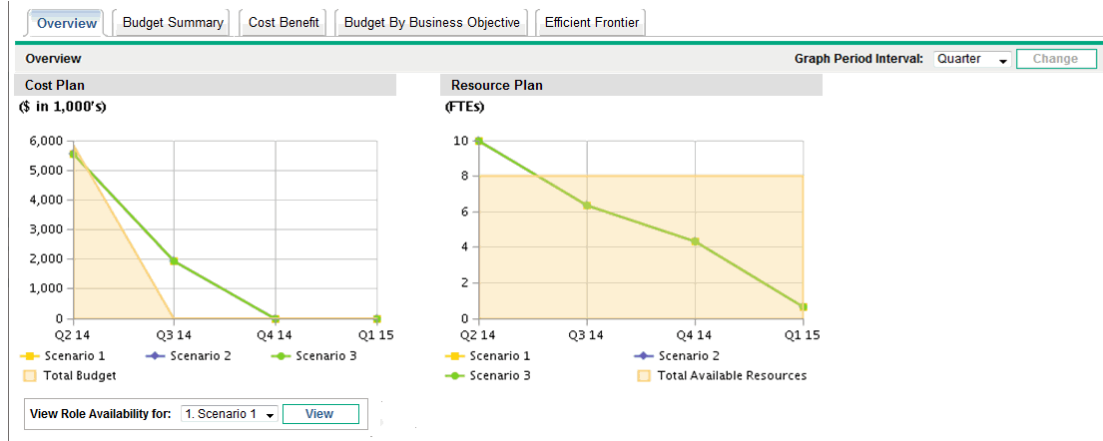 Overview Budget Summary Cost Benefit Budget By Business Objective Efficient Frontier
Overview Graph Period Interval: Quarter Change
Cost Plan
($ in 1,000's)
6,000
5,000
4,000
3,000
2,000
1,000
0
Q2 14 Q3 14 Q4 14 Q1 15
Scenario 1 Scenario 2 Scenario 3
Total Budget
Resource Plan
(FTEs)
10
8
6
4
2
0
Q2 14 Q3 14 Q4 14 Q1 15
Scenario 1 Scenario 2
Scenario 3 Total Available Resources
View Role Availability for: 1. Scenario 1 View